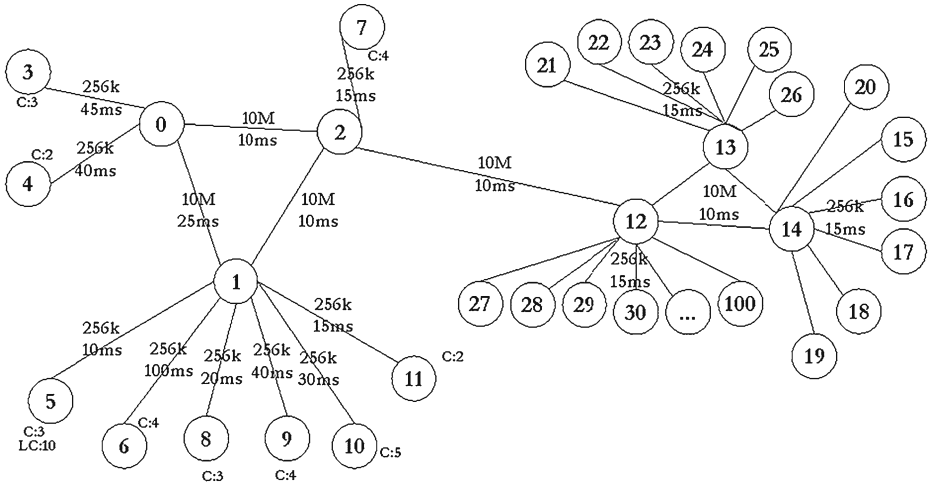 7
C:4
22
23
24
25
21
26
20
3
C:3
256k
45ms
256k
15ms
256k
15ms
0
10M
10ms
2
13
15
C:2
4
256k
40ms
10M
10ms
10M
25ms
10M
10ms
10M
10ms
16
256k
15ms
12
14
17
1
256k
15ms
27
28
29
30
...
100
18
19
256k
10ms
256k
100ms
256k
20ms
256k
40ms
256k
30ms
256k
15ms
C:2
11
5
C:3
LC:10
6
C:4
8
C:3
9
C:4
10
C:5